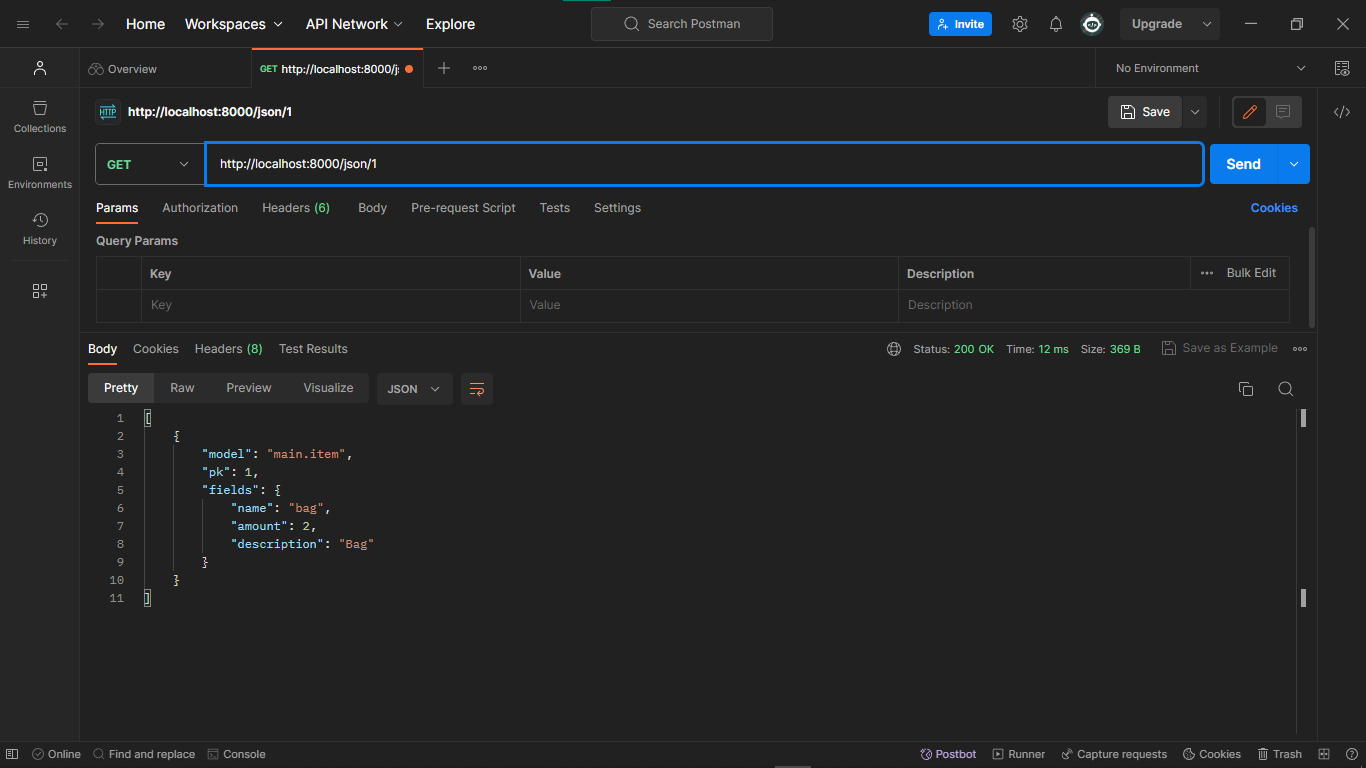 Home Workspaces API Network Explore Search Postman Invite Upgrade
Overview GET http://localhost:8000/j No Environment
HTTP http://localhost:8000/json/1 Save
Collections
Environments
History
GET http://localhost:8000/json/1 Send
Params Authorization Headers (6) Body Pre-request Script Tests Settings Cookies
Query Params
Key Value Description Bulk Edit
Key Value Description
Body Cookies Headers (8) Test Results Status: 200 OK Time: 12 ms Size: 369 B Save as Example
Pretty Raw Preview Visualize JSON
1 [
2 {
3 "model": "main.item",
4 "pk": 1,
5 "fields": {
6 "name": "bag",
7 "amount": 2,
8 "description": "Bag"
9 }
10 }
11 ]
Online Find and replace Console Postbot Runner Capture requests Cookies Trash